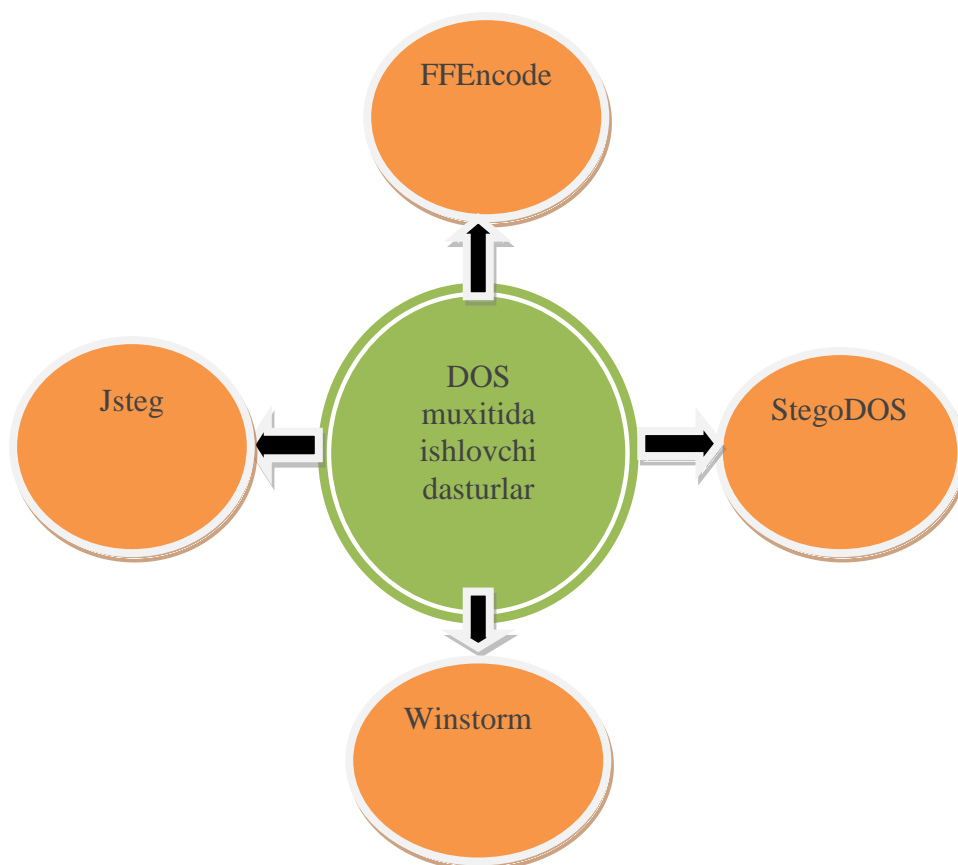 FFEncode
Jsteg
DOS
muxitida
ishlovchi
dasturlar
StegoDOS
Winstorm